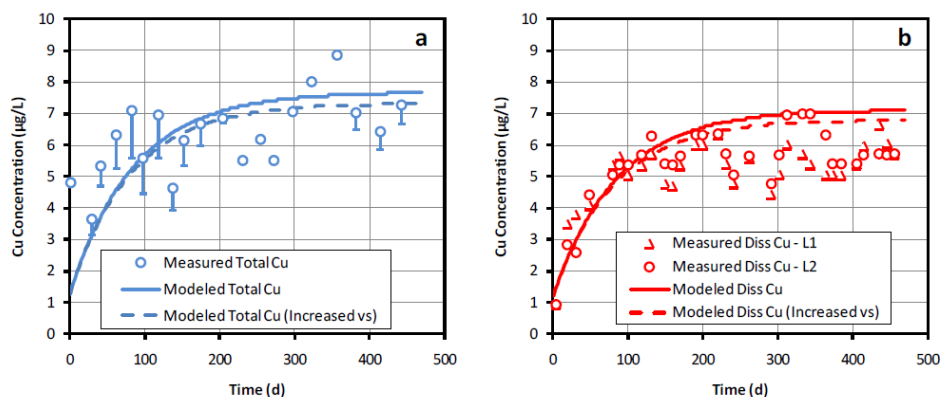 a
Cu Concentration (µg/L)
10
9
8
7
6
5
4
3
2
1
0
Measured Total Cu
Modeled Total Cu
Modeled Total Cu (Increased vs)
0 100 200 300 400 500
Time (d)
b
Cu Concentration (µg/L)
10
9
8
7
6
5
4
3
2
1
0
Measured Diss Cu - L1
Measured Diss Cu - L2
Modeled Diss Cu
Modeled Diss Cu (Increased vs)
0 100 200 300 400 500
Time (d)